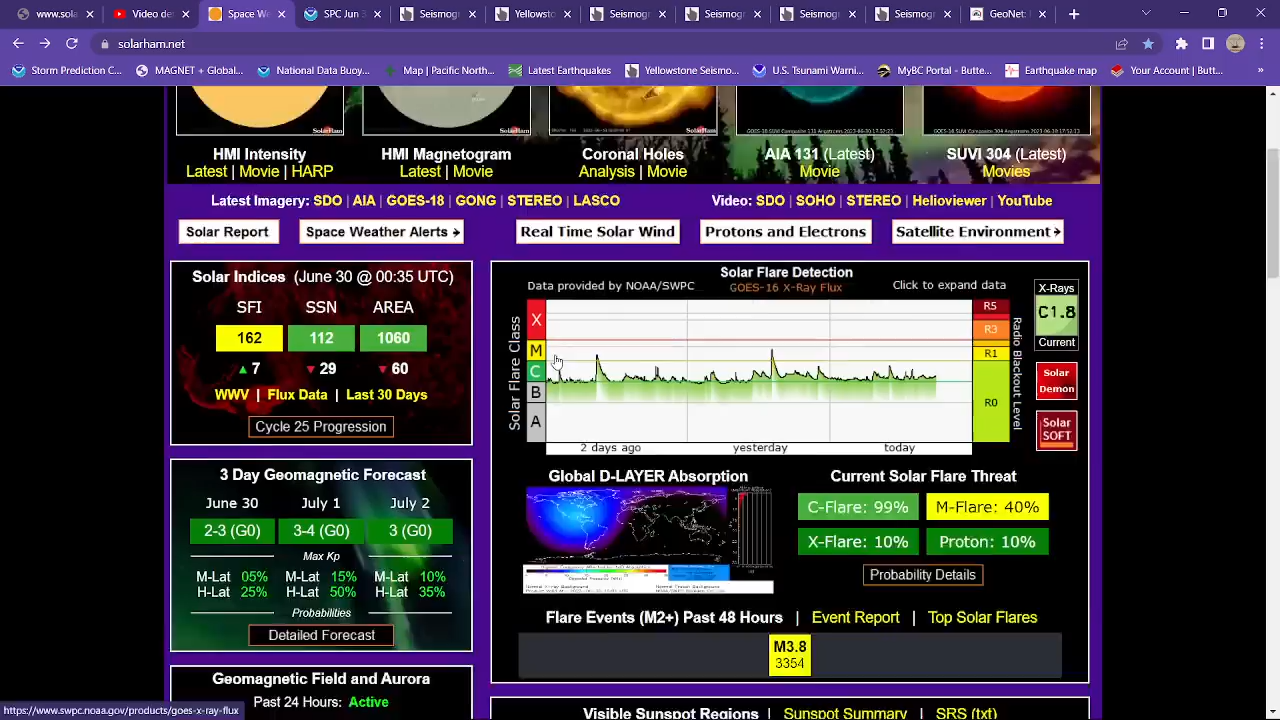 Space We
SPC Jun 3
Seismog
Yellowsto
Seismog
Seismog
Seismog
Seismog
GeoNet:
solarham.net
Storm Prediction C...
MAGNET (GOES)...
National Data Buoy...
Map | Pacific North...
Latest Earthquakes
Yellowstone Seismo...
U.S. Tsunami Warni...
MyBC Portal - Bing...
Earthquake map
Your Account | Butt...
HMI Intensity
Latest | Movie | HARP
HMI Magnetogram
Latest | Movie
Coronal Holes
Analysis | Movie
AIA 131 (Latest)
Movie
SUVI 304 (Latest)
Movies
Latest Imagery: SDO | AIA | GOES-18 | GONG | STEREO | LASCO
Video: SDO | SOHO | STEREO | Helioviewer | YouTube
Solar Report
Space Weather Alerts
Real Time Solar Wind
Protons and Electrons
Satellite Environment
Solar Indices (June 30 @ 00:35 UTC)
SFI SSN AREA
162 112 1060
7 29 60
WWV | Flux Data | Last 30 Days
Cycle 25 Progression
3 Day Geomagnetic Forecast
June 30 July 1 July 2
2-3 (G0) 3-4 (G0) 3 (G0)
Max Kp
M-Lat 05% M-Lat 15% M-Lat 10%
H-Lat 25% H-Lat 50% H-Lat 35%
Probabilities
Detailed Forecast
Geomagnetic Field and Aurora
Past 24 Hours: Active
Solar Flare Detection
Data provided by NOAA/SWPC
GOES-16 X-Ray Flux
Click to expand data
Solar Flare Class
X
M
C
B
A
R5
R3
R1
R0
Radio Blackout Level
2 days ago yesterday today
X-Rays
C1.8
Current
Solar
Demon
Solar
SOFT
Global D-LAYER Absorption
Current Solar Flare Threat
C-Flare: 99% M-Flare: 40%
X-Flare: 10% Proton: 10%
Probability Details
Flare Events (M2+) Past 48 Hours | Event Report | Top Solar Flares
M3.8
3354
Visible Sunspot Regions | Sunspot Summary | SRS (txt)
https://www.swpc.noaa.gov/products/goes-x-ray-flux